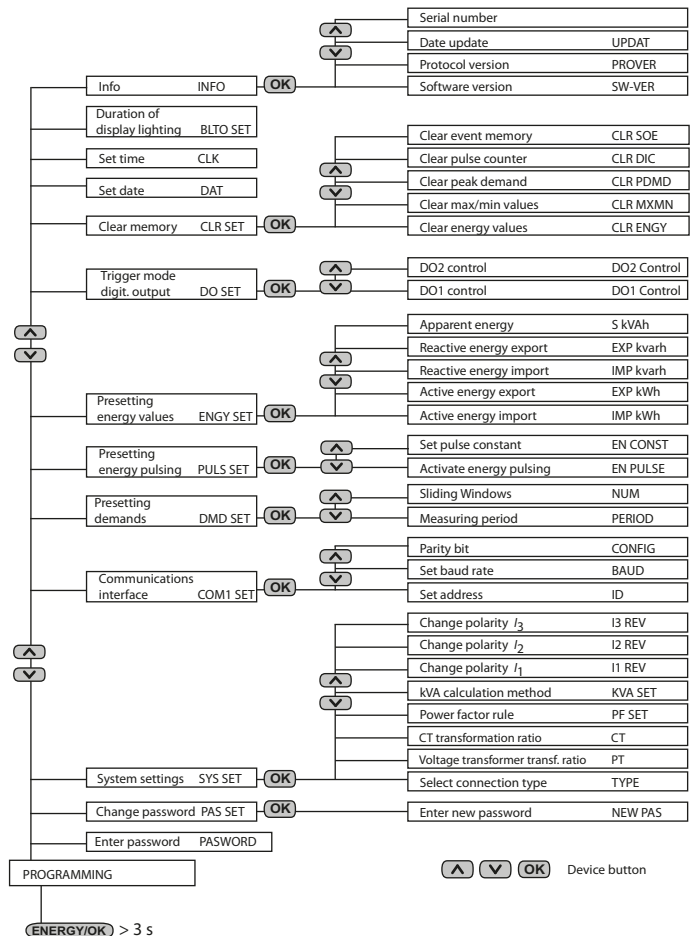 Serial number
Date update UPDAT
Protocol version PROVER
Info INFO OK Software version SW-VER
Duration of
display lighting BLTO SET
Clear event memory CLR SOE
Set time CLK Clear pulse counter CLR DIC
Clear peak demand CLR PDMD
Set date DAT
Clear max/min values CLR MXMN
Clear memory CLR SET OK Clear energy values CLR ENGY
Trigger mode
digit. output DO SET OK
DO2 control DO2 Control
DO1 control DO1 Control
Apparent energy S kVAh
Reactive energy export EXP kvarh
Reactive energy import IMP kvarh
Active energy export EXP kWh
Presetting
energy values ENGY SET OK Active energy import IMP kWh
Presetting
energy pulsing PULS SET OK
Set pulse constant EN CONST
Activate energy pulsing EN PULSE
Presetting
demands DMD SET OK
Sliding Windows NUM
Measuring period PERIOD
Parity bit CONFIG
Set baud rate BAUD
Communications
interface COM1 SET OK
Set address ID
Change polarity I3 I3 REV
Change polarity I2 I2 REV
Change polarity I1 I1 REV
kVA calculation method KVA SET
Power factor rule PF SET
CT transformation ratio CT
Voltage transformer transf. ratio PT
System settings SYS SET OK Select connection type TYPE
Change password PAS SET OK Enter new password NEW PAS
Enter password PASWORD
PROGRAMMING
OK Device button
ENERGY/OK > 3 s